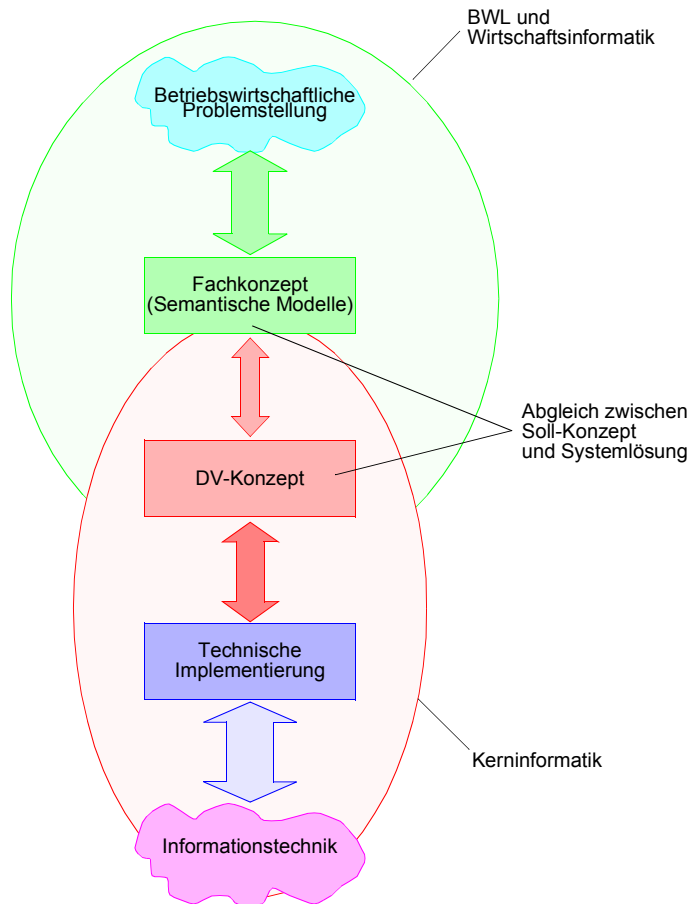 BWL und
Wirtschaftsinformatik
Betriebswirtschaftliche
Problemstellung
Fachkonzept
(Semantische Modelle)
Abgleich zwischen
Soll-Konzept
und Systemlösung
DV-Konzept
Technische
Implementierung
Kerninformatik
Informationstechnik